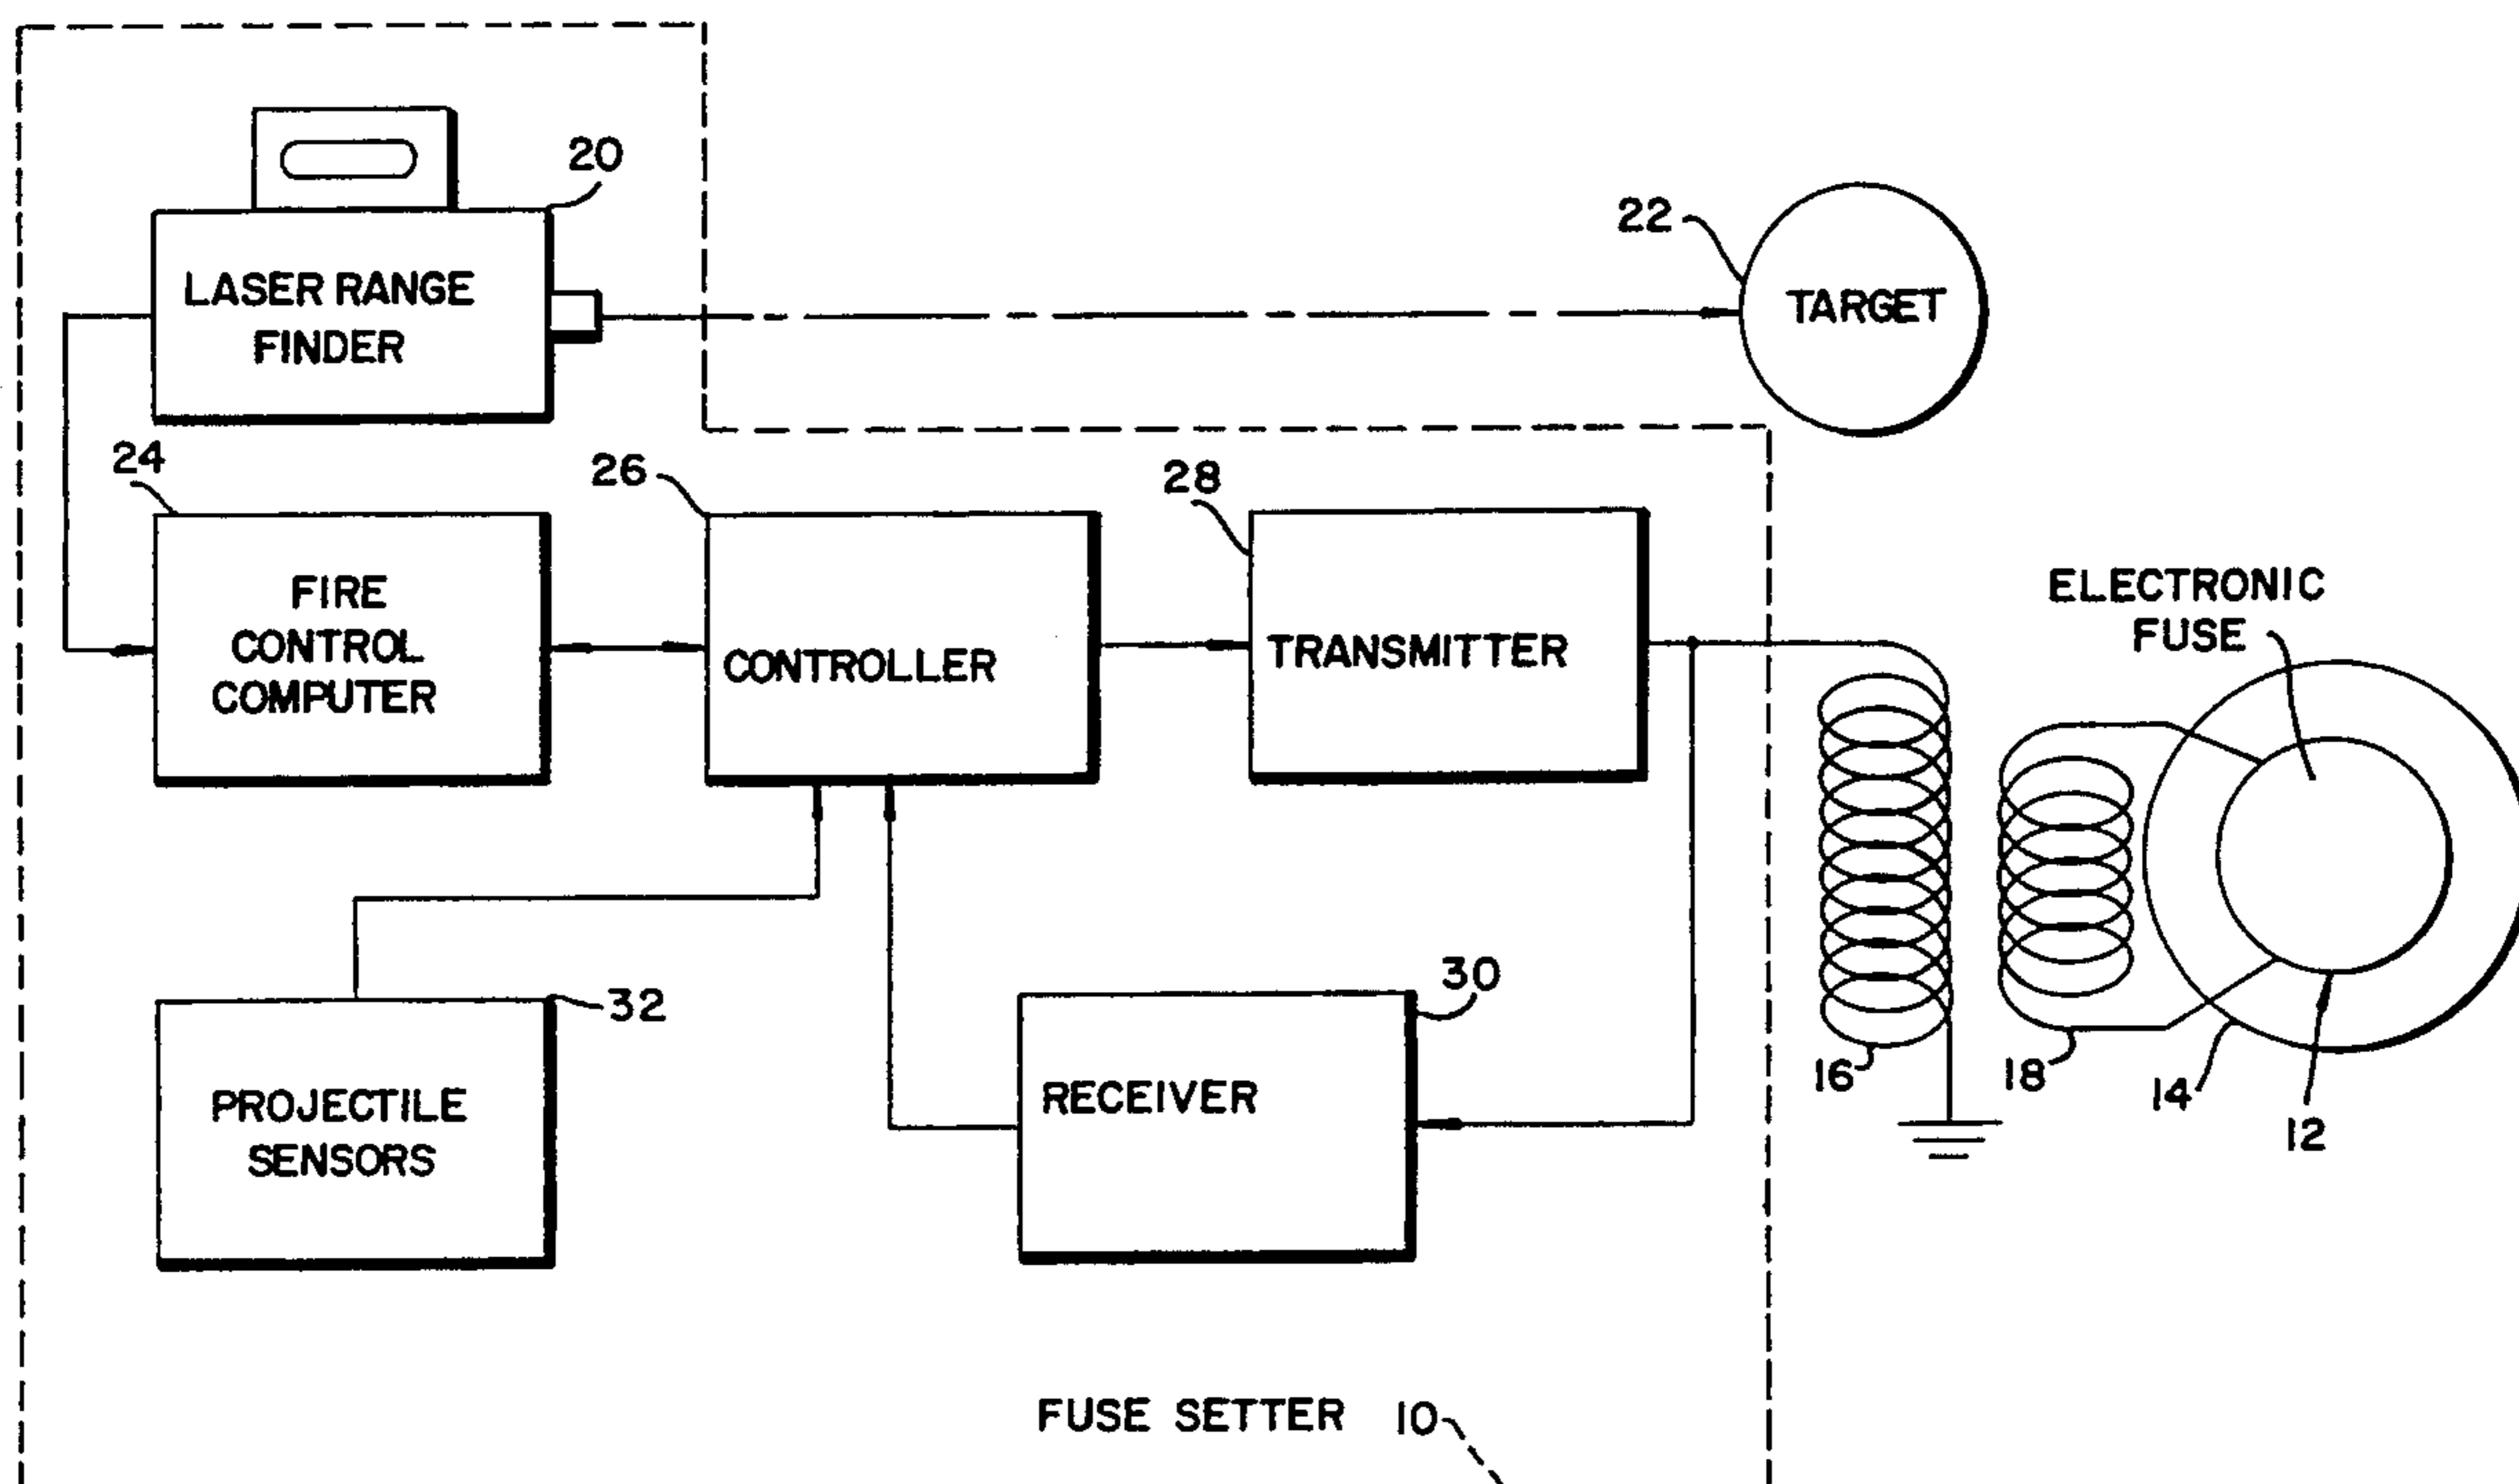 20
LASER RANGE
FINDER
22
TARGET
24
26
28
FIRE
CONTROL
COMPUTER
CONTROLLER
TRANSMITTER
ELECTRONIC
FUSE
32
30
PROJECTILE
SENSORS
RECEIVER
16
18
14
12
FUSE SETTER 10